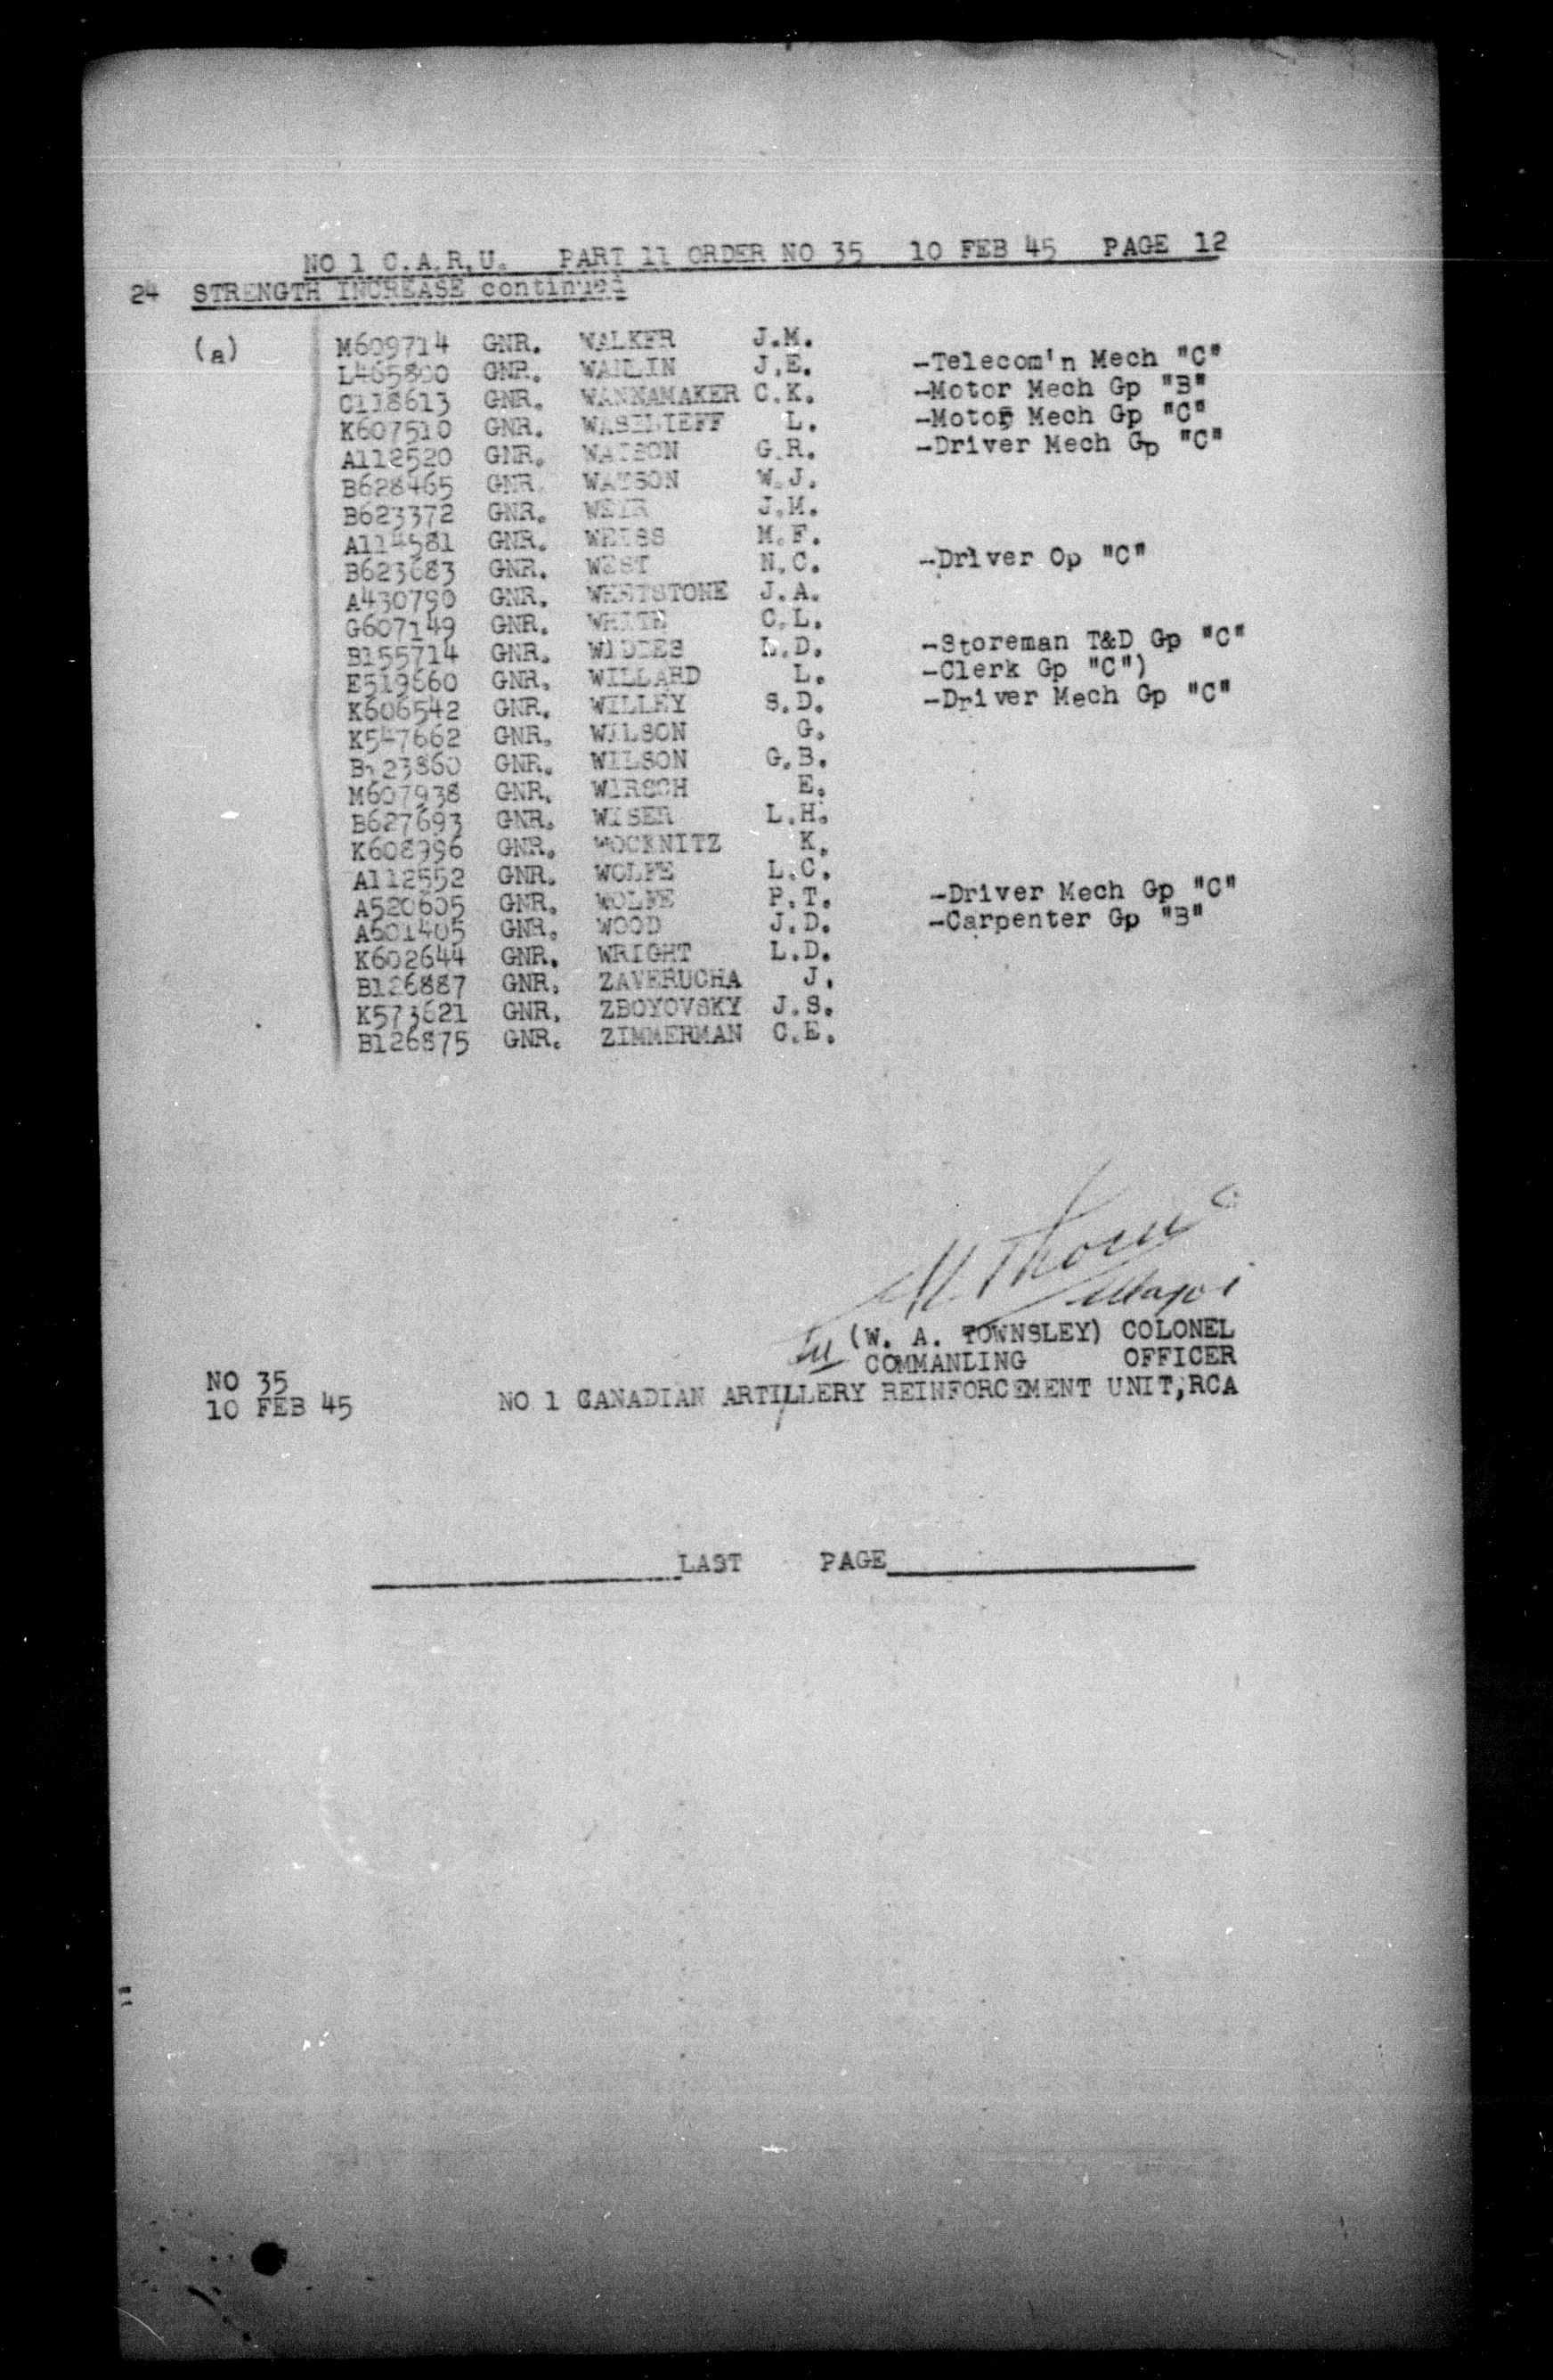 NO 1 C.A.R.U. PART 11 ORDER NO 35 10 FEB 45 PAGE 12
24 STRENGTH INCREASE continued
(a) M609714 GNR. WALKER J.M.
L465800 GNR. WANLIN J.E. -Telecom'n Mech "C"
C118613 GNR. WANNAMAKER C.K. -Motor Mech Gp "B"
K607510 GNR. WASILIEFF L. -Motor Mech Gp "C"
A112520 GNR. WATSON G.R. -Driver Mech Gp "C"
B628465 GNR. WATSON W.J.
B623372 GNR. WEIR J.M.
A114581 GNR. WEISS M.F.
B623683 GNR. WEST N.C. -Driver Op "C"
A430790 GNR. WHETSTONE J.A.
G607149 GNR. WHITE C.L.
B155714 GNR. WIDDES L.D. -Storeman T&D Gp "C"
E519660 GNR. WILLARD L. -Clerk Gp "C")
K606542 GNR. WILLEY S.D. -Driver Mech Gp "C"
K547662 GNR. WILSON G.
GNR. WILSON G.B.
M607938 GNR. WIRSCH E.
B627693 GNR. WISER L.H.
K608996 GNR. WOCKNITZ K.
A112552 GNR. WOLFE L.C.
A520605 GNR. WOLFE P.T. -Driver Mech Gp "C"
A601405 GNR. WOOD J.D. -Carpenter Gp "B"
K602644 GNR. WRIGHT L.D.
B126887 GNR. ZAVERUCHA J.
K573621 GNR. ZBOYOVSKY J.S.
B126875 GNR. ZIMMERMAN C.E.
Major
(W. A. TOWNSLEY) COLONEL
COMMANLING OFFICER
NO 35
10 FEB 45 NO 1 CANADIAN ARTILLERY REINFORCEMENT UNIT,RCA
LAST PAGE